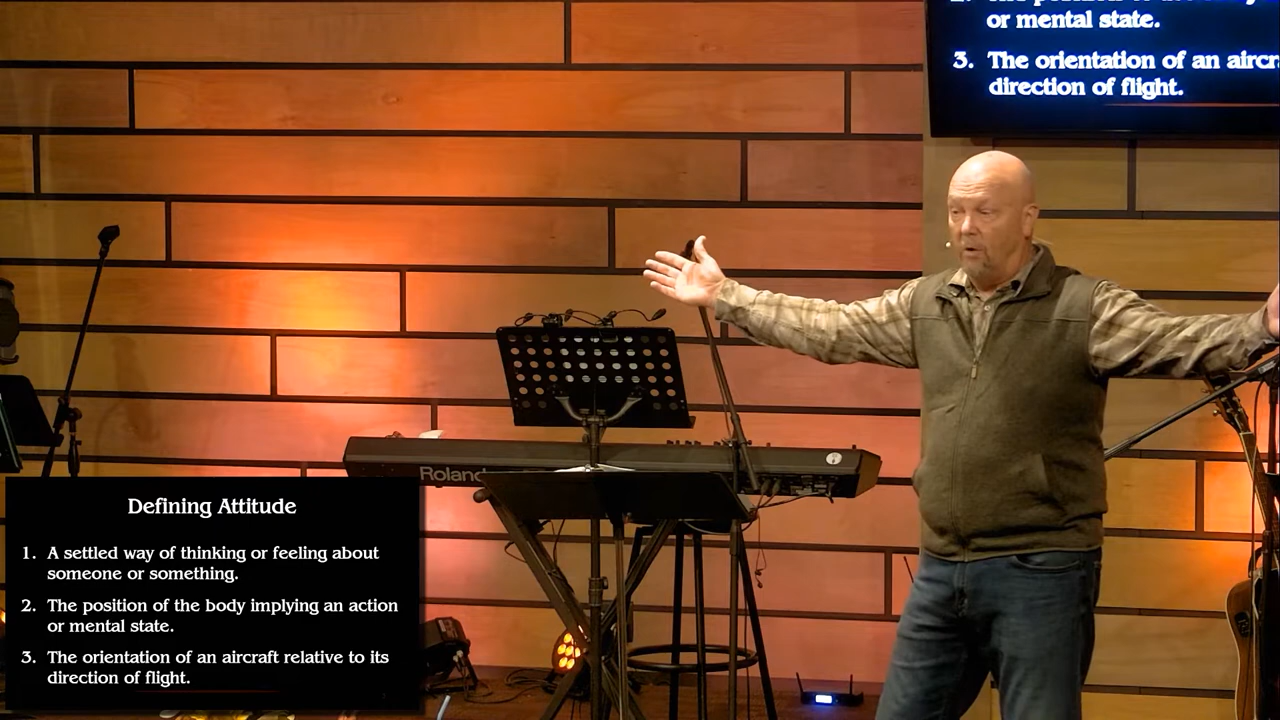 or mental state.
3. The orientation of an aircr
direction of flight.
Roland
Defining Attitude
1. A settled way of thinking or feeling about
someone or something.
2. The position of the body implying an action
or mental state.
3. The orientation of an aircraft relative to its
direction of flight.